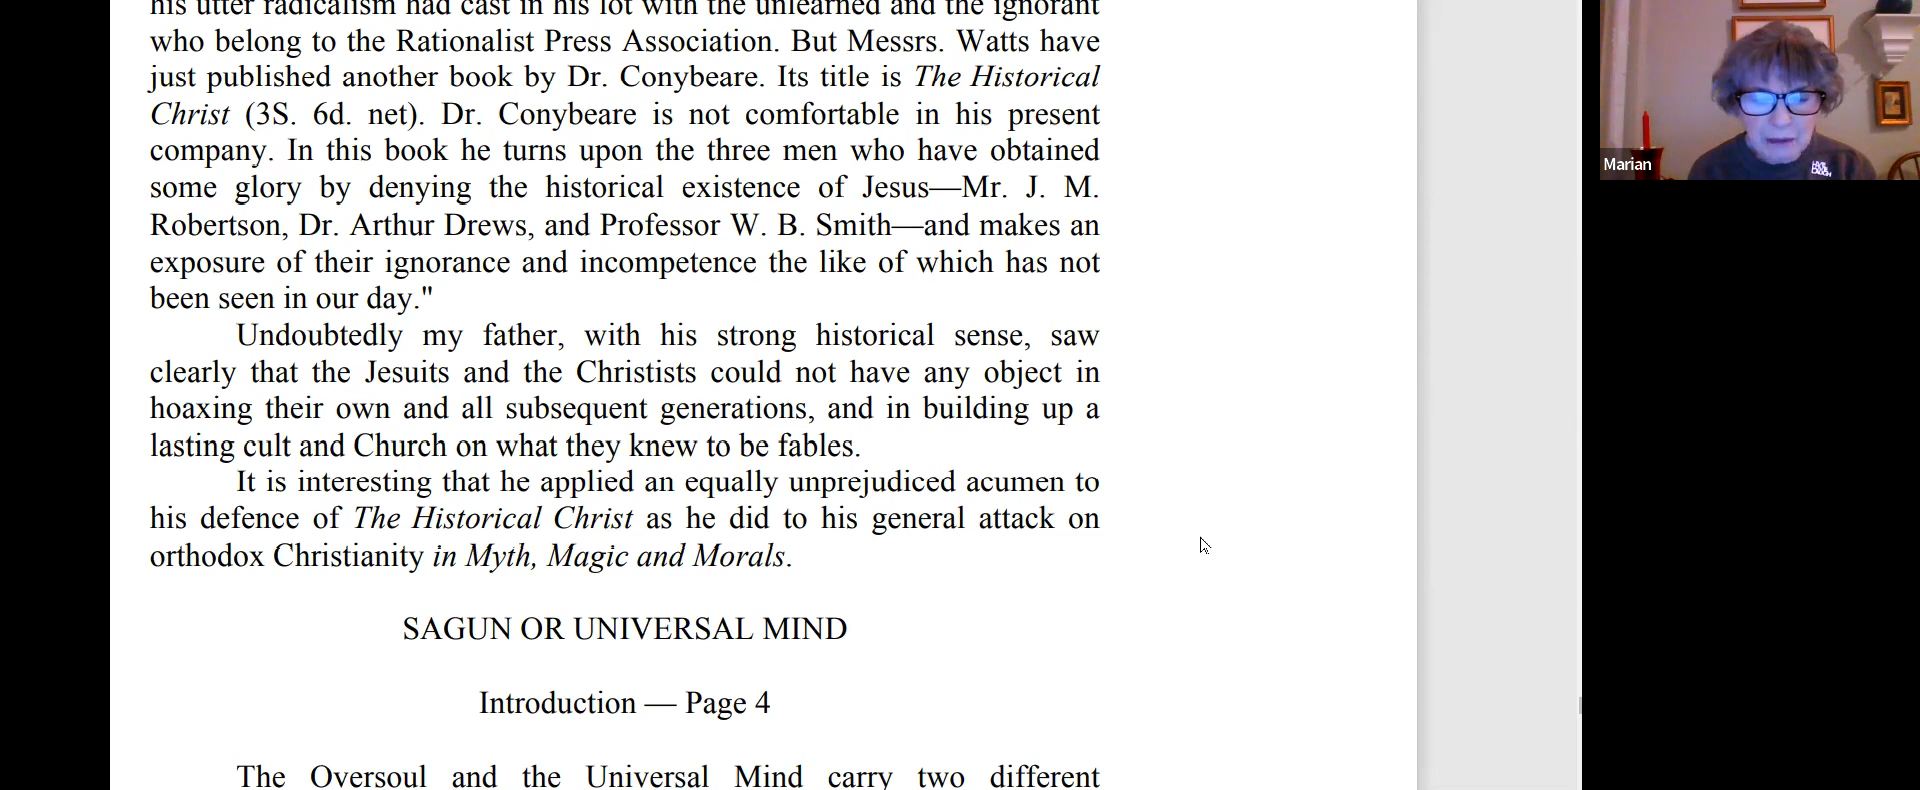 his utter radicalism had cast in his lot with the unlearned and the ignorant
who belong to the Rationalist Press Association. But Messrs. Watts have
just published another book by Dr. Conybeare. Its title is The Historical
Christ (3S. 6d. net). Dr. Conybeare is not comfortable in his present
company. In this book he turns upon the three men who have obtained
some glory by denying the historical existence of Jesus—Mr. J. M.
Robertson, Dr. Arthur Drews, and Professor W. B. Smith—and makes an
exposure of their ignorance and incompetence the like of which has not
been seen in our day."
Undoubtedly my father, with his strong historical sense, saw
clearly that the Jesuits and the Christists could not have any object in
hoaxing their own and all subsequent generations, and in building up a
lasting cult and Church on what they knew to be fables.
It is interesting that he applied an equally unprejudiced acumen to
his defence of The Historical Christ as he did to his general attack on
orthodox Christianity in Myth, Magic and Morals.
SAGUN OR UNIVERSAL MIND
Introduction — Page 4
The Oversoul and the Universal Mind carry two different
Marian